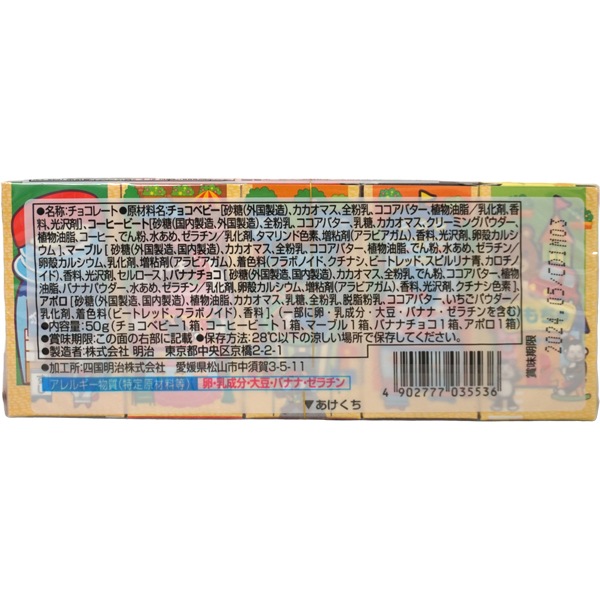 ●名称:チョコレート●原材料名:チョコベビー[砂糖(外国製造)、カカオマス、全粉乳、ココアバター、植物油脂/乳化剤、香
料、光沢剤]、コーヒービート[砂糖(国内製造、外国製造)、全粉乳、ココアバター、乳糖、カカオマス、クリーミングパウダー、
植物油脂、コーヒー、でん粉、水あめ、ゼラチン/乳化剤、タマリンド色素、増粘剤(アラビアガム)、香料、光沢剤、卵殻カルシ
ウム]、マーブル[砂糖(外国製造、国内製造)、カカオマス、全粉乳、ココアバター、植物油脂、でん粉、水あめ、ゼラチン/
卵殻カルシウム、乳化剤、増粘剤(アラビアガム)、着色料(フラボノイド、クチナシ、ビートレッド、スピルリナ青、カロチノ
イド)、香料、光沢剤、セルロース]、バナナチョコ[砂糖(外国製造、国内製造)、カカオマス、全粉乳、でん粉、ココアバター、植物
油脂、バナナパウダー、水あめ、ゼラチン/乳化剤、卵殻カルシウム、増粘剤(アラビアガム)、香料、光沢剤、クチナシ色素]、
アポロ[砂糖(外国製造、国内製造)、植物油脂、カカオマス、乳糖、全粉乳、脱脂粉乳、ココアバター、いちごパウダー/
乳化剤、着色料(ビートレッド、フラボノイド)、香料]、(一部に卵・乳成分・大豆・バナナ・ゼラチンを含む)
●内容量:50g(チョコベビー1箱、コーヒービート1箱、マーブル1箱、バナナチョコ1箱、アポロ1箱)
●賞味期限:この面の右部に記載 ●保存方法:28℃以下の涼しい場所で保存してください。
●製造者:株式会社 明治 東京都中央区京橋2-2-1
●加工所:四国明治株式会社 愛媛県松山市中須賀3-5-11
アレルギー物質(特定原材料等) 卵・乳成分・大豆・バナナ・ゼラチン
▼あけくち
4 902777 035536
賞味期限
2024.05/CD1W03